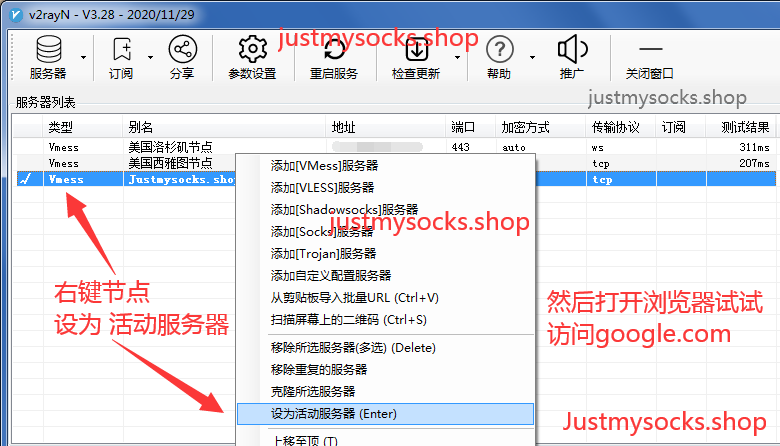 v2rayN - V3.28 - 2020/11/29
justmysocks.shop
服务器 订阅 分享 参数设置 重启服务 检查更新 帮助 推广 关闭窗口
justmysocks.shop
服务器列表
类型 别名 地址 端口 加密方式 传输协议 订阅 测试结果
Vmess 美国洛杉矶节点 443 auto ws 311ms
Vmess 美国西雅图节点 tcp 207ms
Vmess Justmysocks.shop tcp
添加[VMess]服务器
添加[VLESS]服务器
添加[Shadowsocks]服务器
justmysocks.shop
添加[Socks]服务器
添加[Trojan]服务器
添加自定义配置服务器
从剪贴板导入批量URL (Ctrl+V)
扫描屏幕上的二维码 (Ctrl+S)
移除所选服务器(多选) (Delete)
移除重复的服务器
克隆所选服务器
设为活动服务器 (Enter)
上移至顶 (T)
右键节点
设为 活动服务器
然后打开浏览器试试
访问google.com
Justmysocks.shop